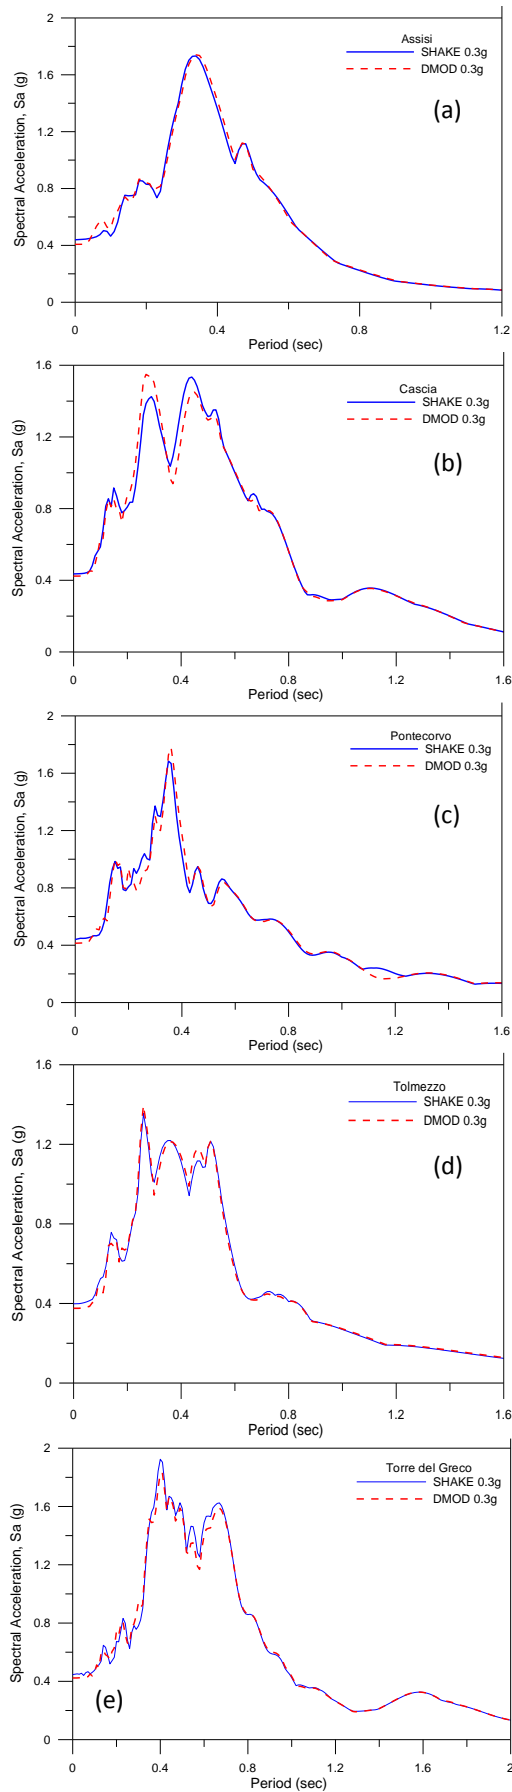 2
Assisi
SHAKE 0.3g
DMOD 0.3g
1.6
(a)
1.2
0.8
0.4
0
Spectral Acceleration, Sa (g)
0 0.4 0.8 1.2
Period (sec)
1.6
Cascia
SHAKE 0.3g
DMOD 0.3g
1.2
(b)
0.8
0.4
0
Spectral Acceleration, Sa (g)
0 0.4 0.8 1.2 1.6
Period (sec)
2
Pontecorvo
SHAKE 0.3g
DMOD 0.3g
1.6
(c)
1.2
0.8
0.4
0
Spectral Acceleration, Sa (g)
0 0.4 0.8 1.2 1.6
Period (sec)
1.6
Tolmezzo
SHAKE 0.3g
DMOD 0.3g
1.2
(d)
0.8
0.4
0
Spectral Acceleration, Sa (g)
0 0.4 0.8 1.2 1.6
Period (sec)
2
Torre del Greco
SHAKE 0.3g
DMOD 0.3g
1.6
1.2
0.8
0.4
(e)
0
Spectral Acceleration, Sa (g)
0 0.4 0.8 1.2 1.6 2
Period (sec)